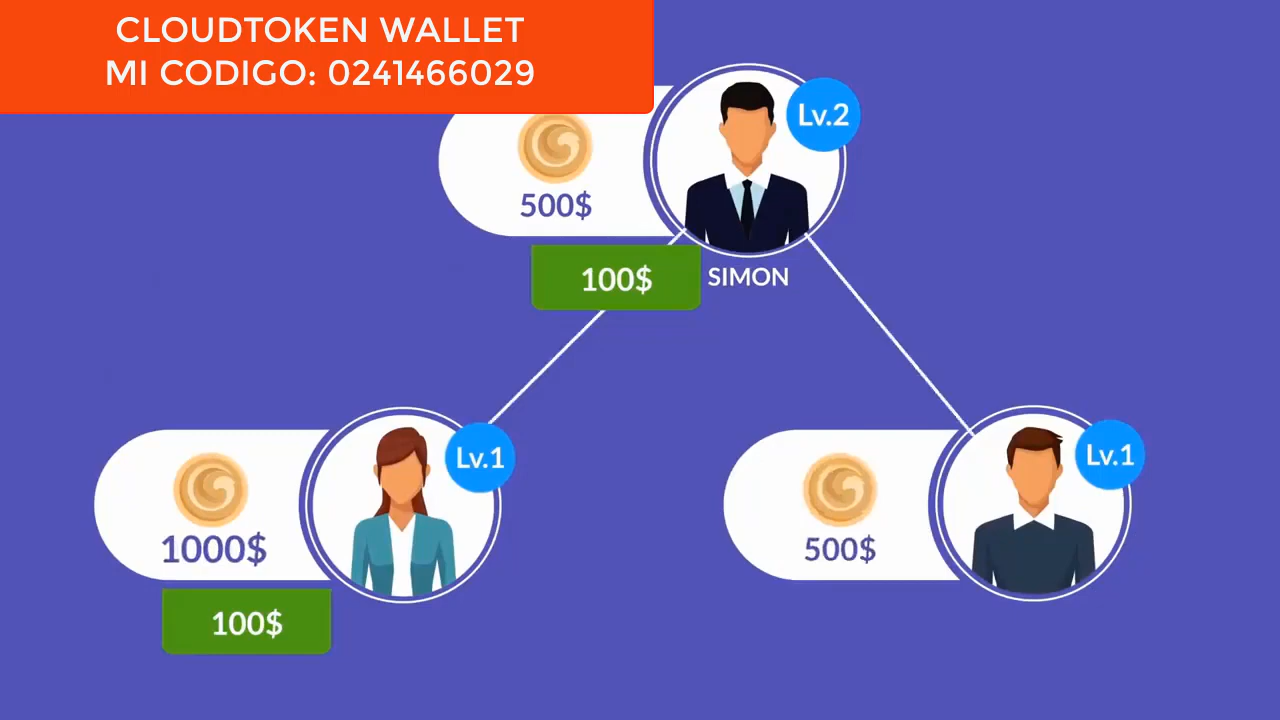 CLOUDTOKEN WALLET
MI CODIGO: 0241466029
Lv.2
500$
100$
SIMON
Lv.1
1000$
100$
Lv.1
500$